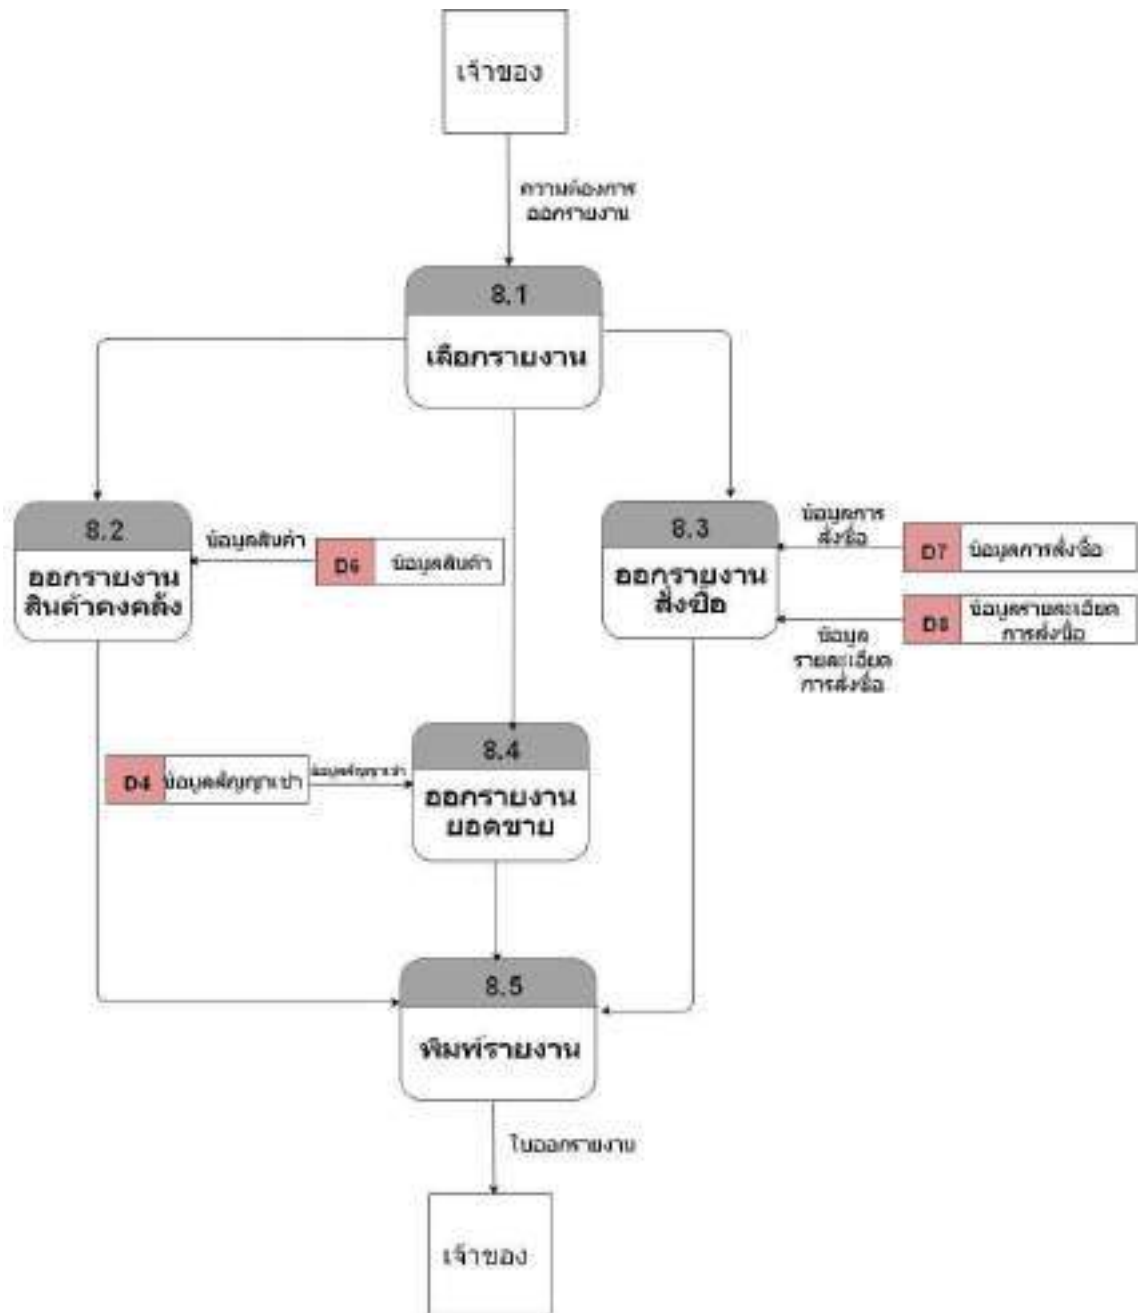 เจ้าของ
ความต้องการ
ออกรายงาน
8.1
เลือกรายงาน
8.2
ออกรายงาน
สินค้าคงคลัง
ข้อมูลสินค้า
D6
ข้อมูลสินค้า
8.3
ออกรายงาน
สั่งซื้อ
ข้อมูลการ
สั่งซื้อ
D7
ข้อมูลการสั่งซื้อ
ข้อมูล
รายละเอียด
การสั่งซื้อ
D8
ข้อมูลรายละเอียด
การสั่งซื้อ
D4
ข้อมูลสัญญาเช่า
ข้อมูลสัญญาเช่า
8.4
ออกรายงาน
ยอดขาย
8.5
พิมพ์รายงาน
ใบออกรายงาน
เจ้าของ